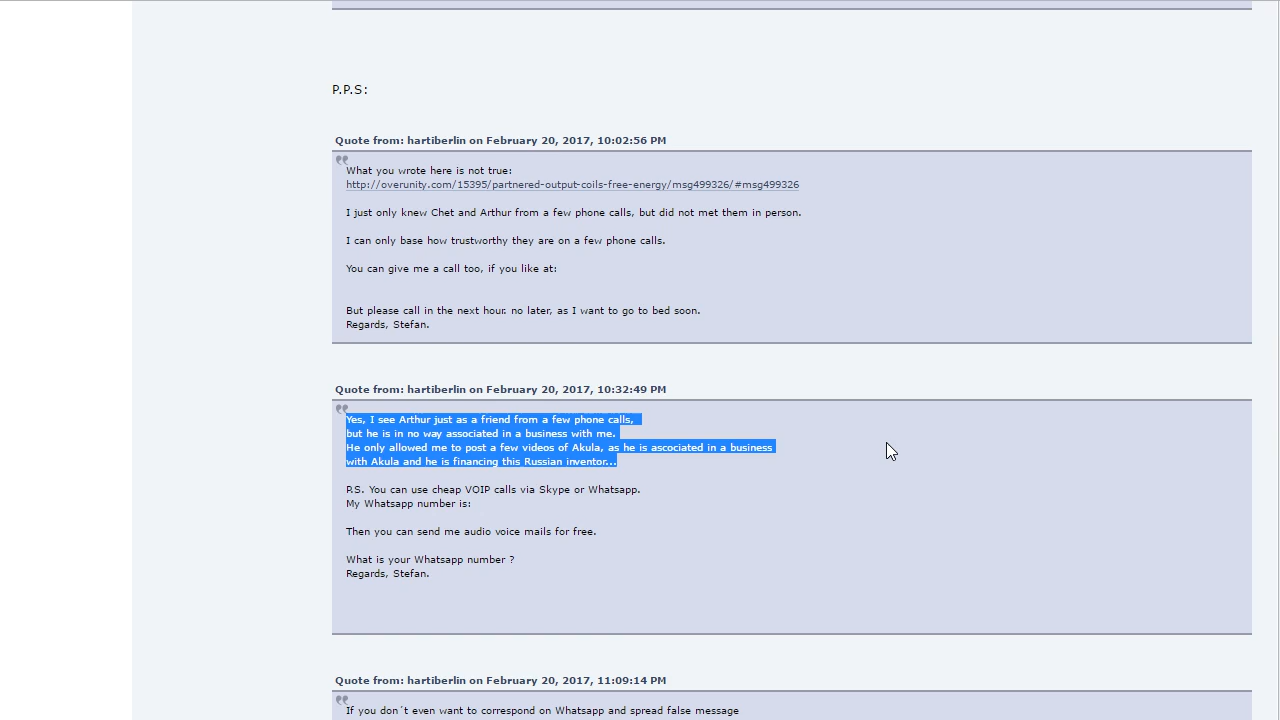 P.P.S:
Quote from: hartiberlin on February 20, 2017, 10:02:56 PM
What you wrote here is not true:
http://overunity.com/15395/partnered-output-coils-free-energy/msg499326/#msg499326
I just only knew Chet and Arthur from a few phone calls, but did not met them in person.
I can only base how trustworthy they are on a few phone calls.
You can give me a call too, if you like at:
But please call in the next hour. no later, as I want to go to bed soon.
Regards, Stefan.
Quote from: hartiberlin on February 20, 2017, 10:32:49 PM
Yes, I see Arthur just as a friend from a few phone calls,
but he is in no way associated in a business with me.
He only allowed me to post a few videos of Akula, as he is ascociated in a business
with Akula and he is financing this Russian inventor...
P.S. You can use cheap VOIP calls via Skype or Whatsapp.
My Whatsapp number is:
Then you can send me audio voice mails for free.
What is your Whatsapp number ?
Regards, Stefan.
Quote from: hartiberlin on February 20, 2017, 11:09:14 PM
If you don´t even want to correspond on Whatsapp and spread false message